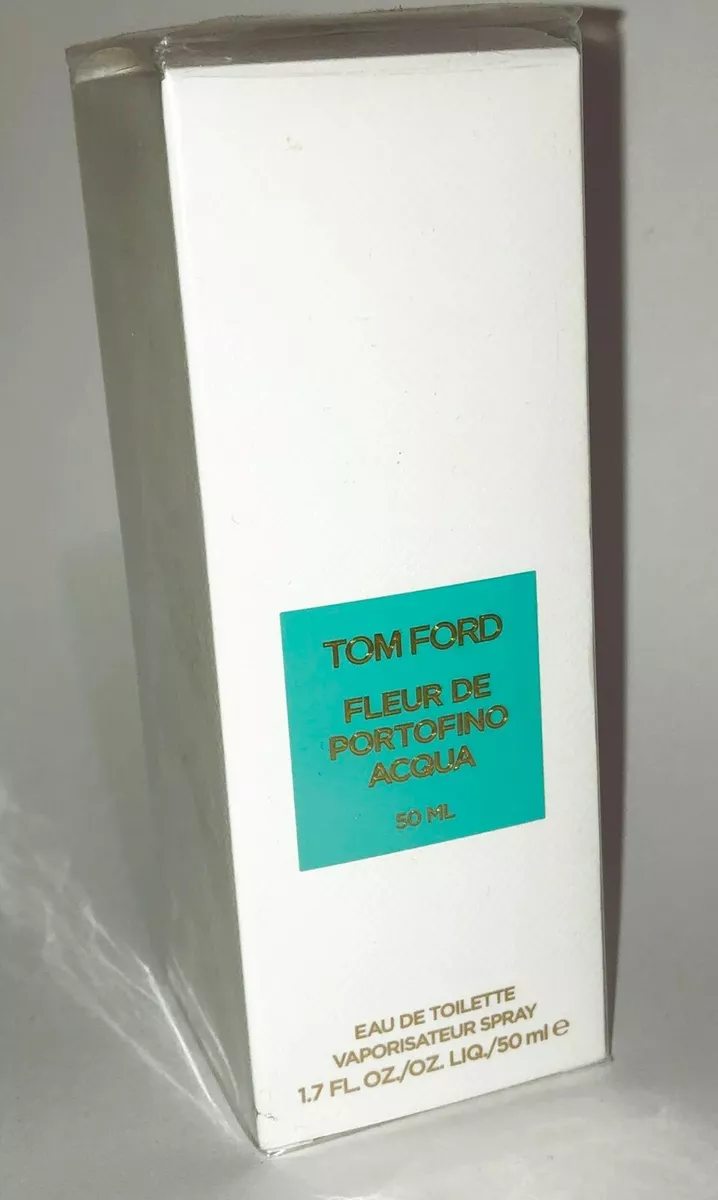 TOM FORD
FLEUR DE
PORTOFINO
ACQUA
50 ML
EAU DE TOILETTE
VAPORISATEUR SPRAY
1.7 FL. OZ./OZ. LIQ./50 ml e